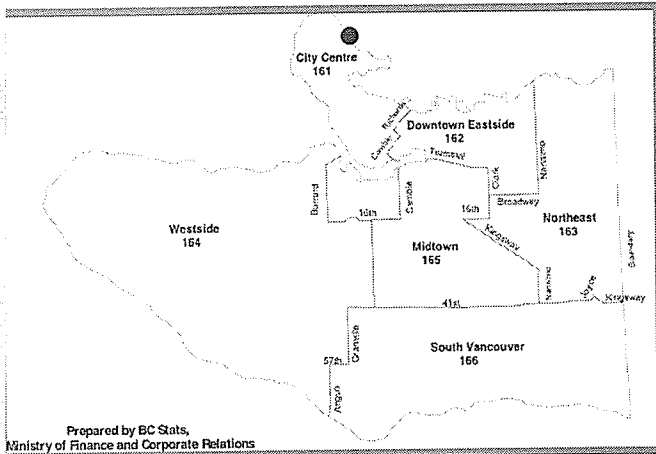 City Centre
161
Richards
Downtown Eastside
162
Cambie
Terminal
Clark
Nanaimo
Burrard
16th
Cambie
16th
Broadway
Westside
164
Northeast
163
Midtown
165
Kingsway
Boundary
Nanaimo
Joyce
Kingsway
41st
Granville
South Vancouver
166
57th
Angus
Prepared by BC Stats,
Ministry of Finance and Corporate Relations